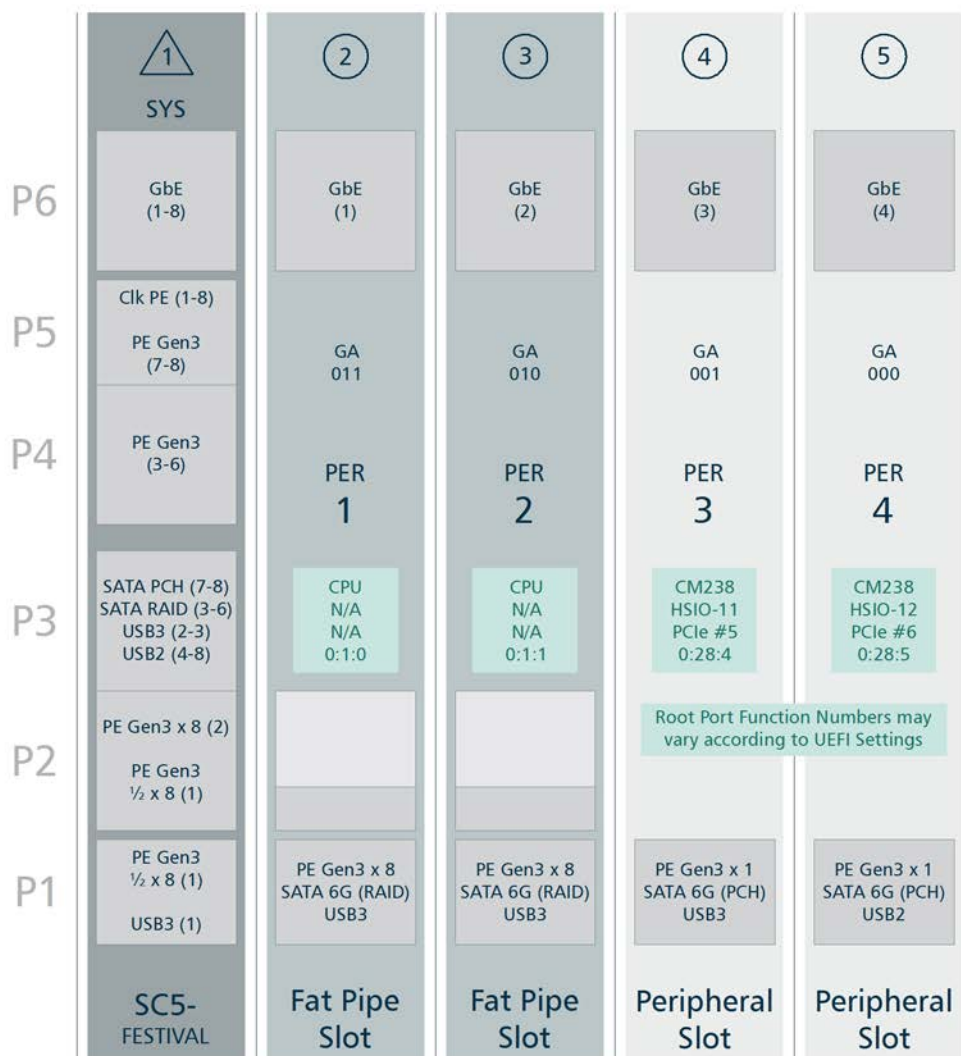 1
SYS
GbE
(1-8)
Clk PE (1-8)
PE Gen3
(7-8)
PE Gen3
(3-6)
SATA PCH (7-8)
SATA RAID (3-6)
USB3 (2-3)
USB2 (4-8)
PE Gen3 x 8 (2)
PE Gen3
½ x 8 (1)
PE Gen3
½ x 8 (1)
USB3 (1)
SC5-
FESTIVAL
2
GbE
(1)
GA
011
PER
1
CPU
N/A
N/A
0:1:0
PE Gen3 x 8
SATA 6G (RAID)
USB3
Fat Pipe
Slot
3
GbE
(2)
GA
010
PER
2
CPU
N/A
N/A
0:1:1
PE Gen3 x 8
SATA 6G (RAID)
USB3
Fat Pipe
Slot
4
GbE
(3)
GA
001
PER
3
CM238
HSIO-11
PCIe #5
0:28:4
PE Gen3 x 1
SATA 6G (PCH)
USB3
Peripheral
Slot
5
GbE
(4)
GA
000
PER
4
CM238
HSIO-12
PCIe #6
0:28:5
Root Port Function Numbers may
vary according to UEFI Settings
PE Gen3 x 1
SATA 6G (PCH)
USB2
Peripheral
Slot
P6
P5
P4
P3
P2
P1